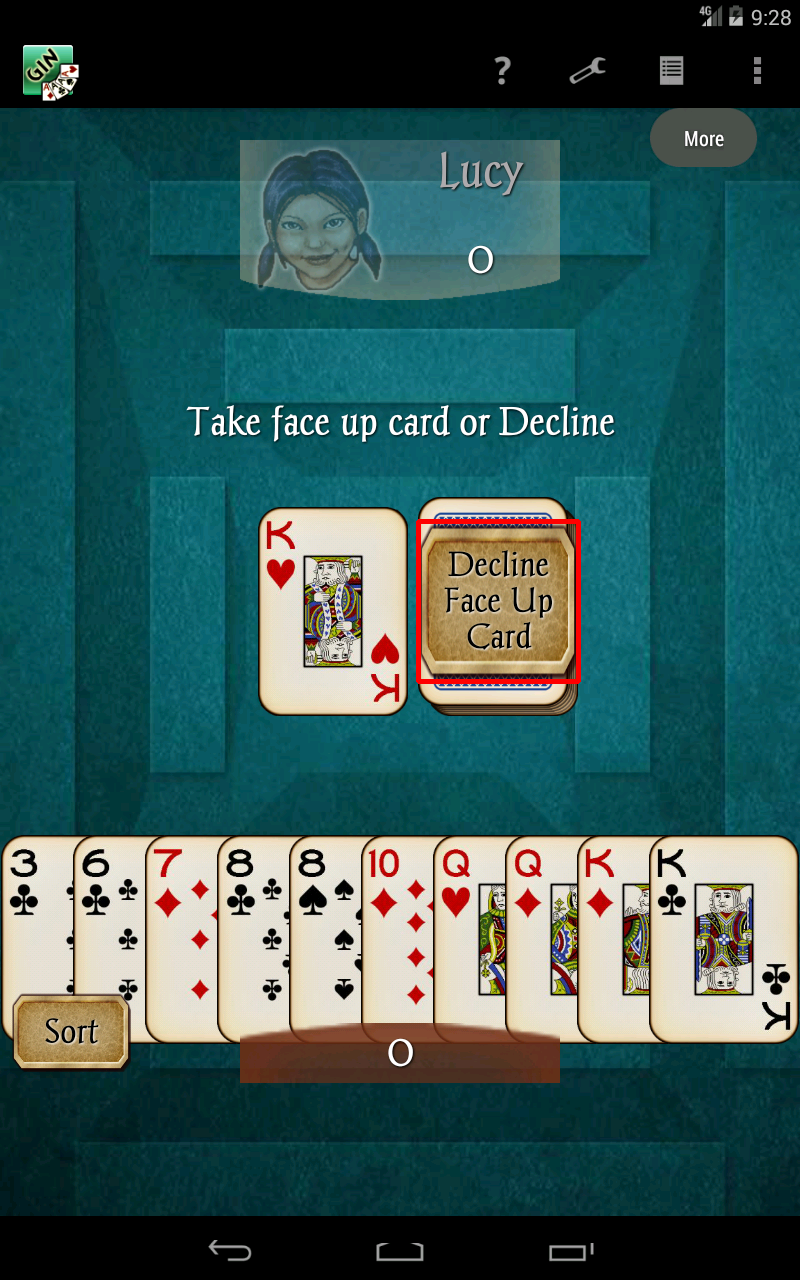 4G 9:28
GIN
?
More
Lucy
0
Take face up card or Decline
K
K
Decline
Face Up
Card
3 6 7 8 8 10 Q Q K K
K
Sort
0